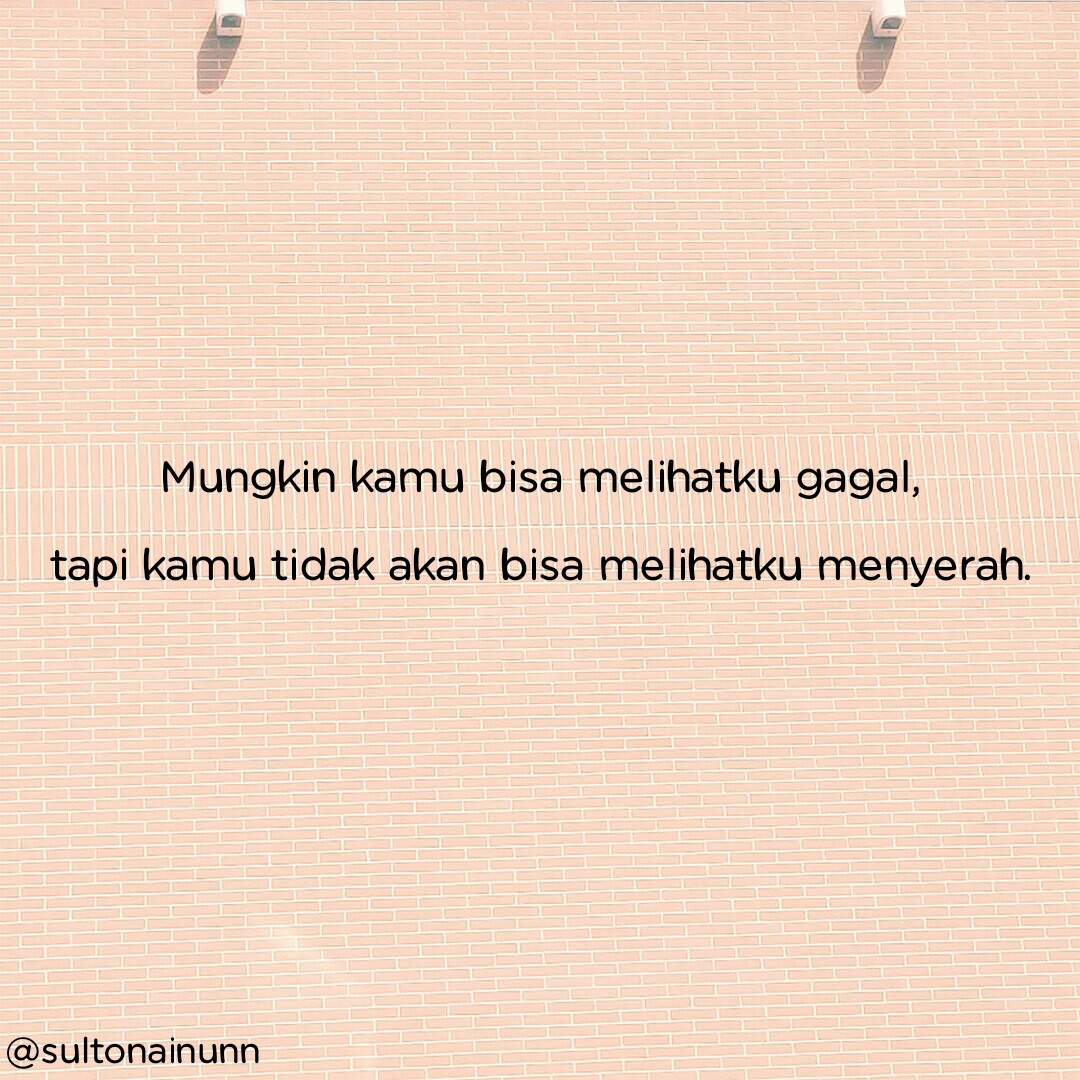 Mungkin kamu bisa melihatku gagal,
tapi kamu tidak akan bisa melihatku menyerah.
@sultonainunn